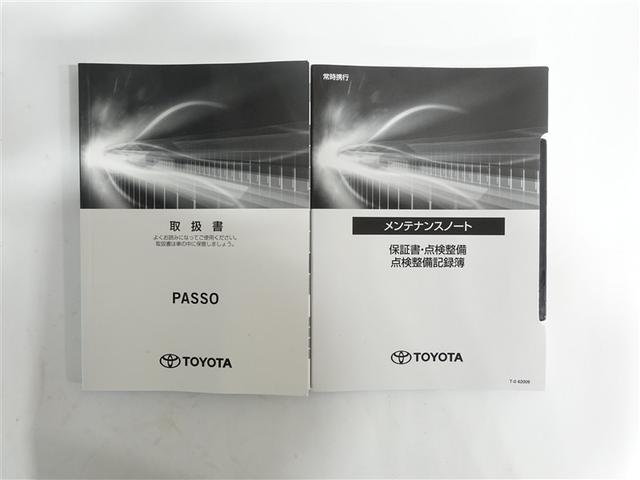 取扱書
よくお読みになってご使用ください。
取扱書は車の中に保管しましょう。
PASSO
TOYOTA
常時携行
メンテナンスノート
保証書・点検整備
点検整備記録簿
TOYOTA
T-0 62009